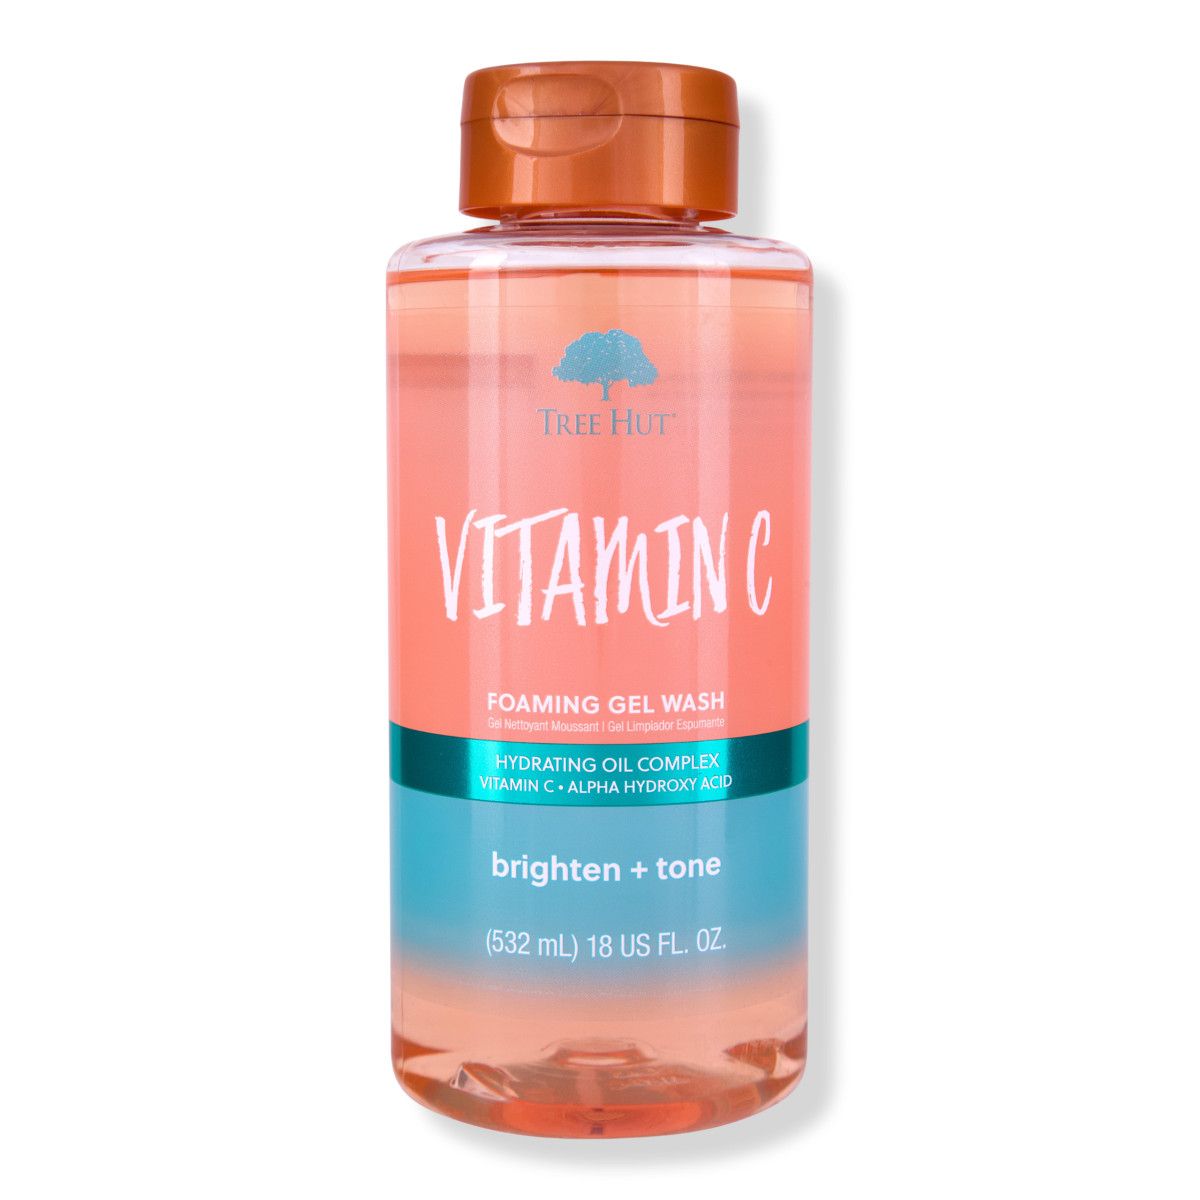 TREE HUT®
VITAMIN C
FOAMING GEL WASH
Gel Nettoyant Moussant | Gel Limpiador Espumante
HYDRATING OIL COMPLEX
VITAMIN C • ALPHA HYDROXY ACID
brighten + tone
(532 mL) 18 US FL. OZ.